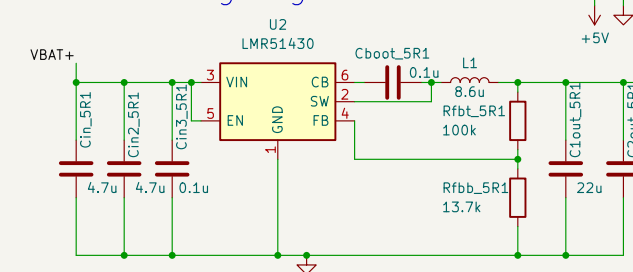 U2
LMR51430
VBAT+
Cboot_5R1
0.1u
L1
8.6u
+5V
3
VIN
5
EN
GND
1
CB
6
SW
2
FB
4
Cin_5R1
4.7u
Cin2_5R1
4.7u
Cin3_5R1
0.1u
Rfbt_5R1
100k
Rfbb_5R1
13.7k
C1out_5R1
22u